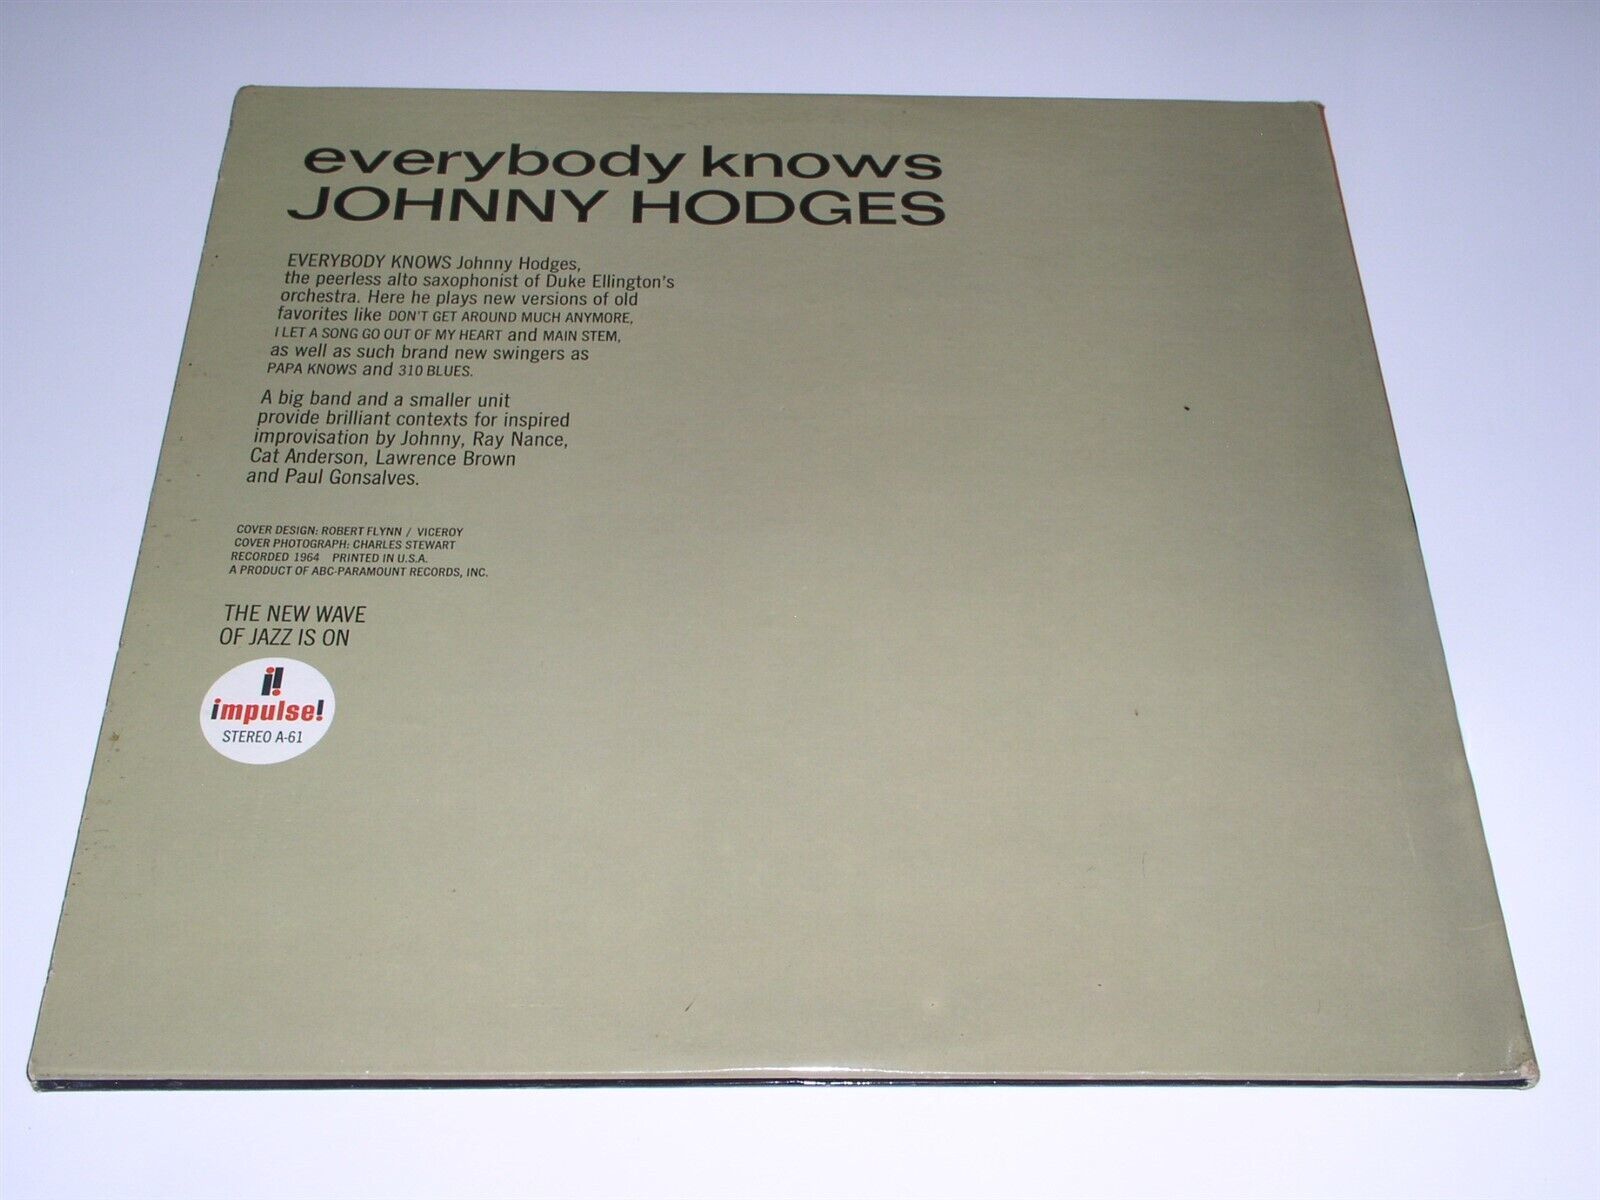 everybody knows
JOHNNY HODGES
EVERYBODY KNOWS Johnny Hodges,
the peerless alto saxophonist of Duke Ellington's
orchestra. Here he plays new versions of old
favorites like DON'T GET AROUND MUCH ANYMORE,
I LET A SONG GO OUT OF MY HEART and MAIN STEM,
as well as such brand new swingers as
PAPA KNOWS and 310 BLUES.
A big band and a smaller unit
provide brilliant contexts for inspired
improvisation by Johnny, Ray Nance,
Cat Anderson, Lawrence Brown
and Paul Gonsalves.
COVER DESIGN: ROBERT FLYNN / VICEROY
COVER PHOTOGRAPH: CHARLES STEWART
RECORDED 1964 PRINTED IN U.S.A.
A PRODUCT OF ABC-PARAMOUNT RECORDS, INC.
THE NEW WAVE
OF JAZZ IS ON
i!
impulse!
STEREO A-61